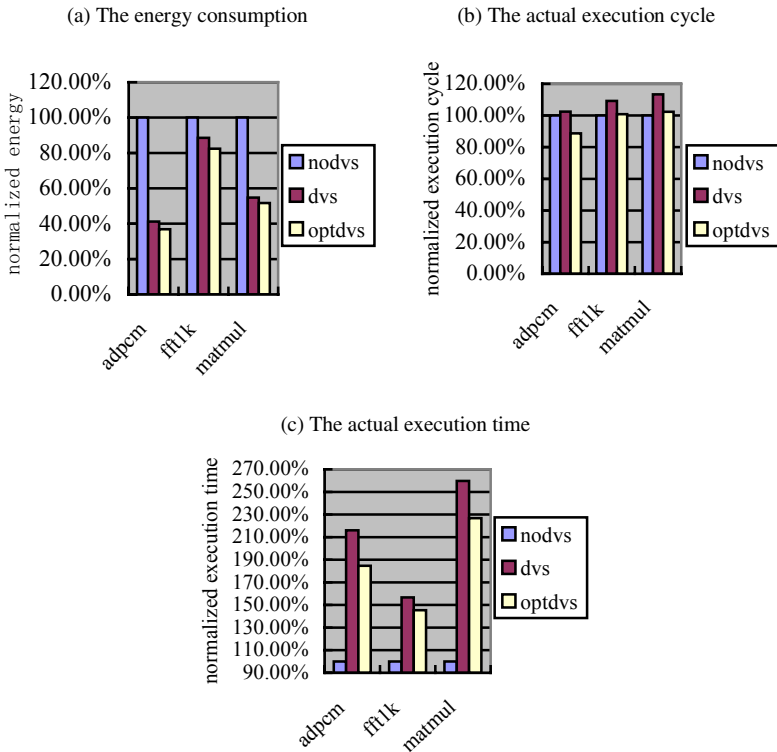 (a) The energy consumption
normalized energy
120.00%
100.00%
80.00%
60.00%
40.00%
20.00%
0.00%
adpcm
fft1k
matmul
nodvs
dvs
optdvs
(b) The actual execution cycle
normalized execution cycle
120.00%
100.00%
80.00%
60.00%
40.00%
20.00%
0.00%
adpcm
fft1k
matmul
nodvs
dvs
optdvs
(c) The actual execution time
normalized execution time
270.00%
250.00%
230.00%
210.00%
190.00%
170.00%
150.00%
130.00%
110.00%
90.00%
adpcm
fft1k
matmul
nodvs
dvs
optdvs